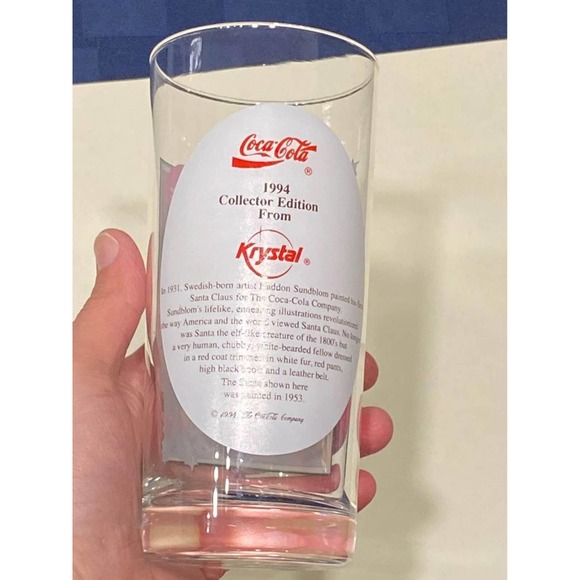 Coca-Cola
®
1994
Collector Edition
From
Krystal ®
In 1931, Swedish-born artist Haddon Sundblom painted his first
Santa Claus for The Coca-Cola Company.
Sundblom's lifelike, endearing illustrations revolutionized
the way America and the world viewed Santa Claus. No longer
was Santa the elf-like creature of the 1800's but
a very human, chubby, white-bearded fellow dressed
in a red coat trimmed in white fur, red pants,
high black boots and a leather belt.
The Santa shown here
was painted in 1953.
© 1994 The Coca-Cola Company